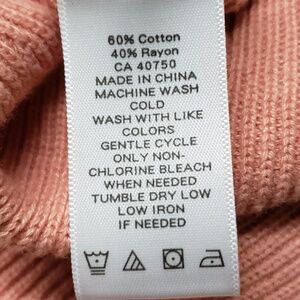 60% Cotton
40% Rayon
CA 40750
MADE IN CHINA
MACHINE WASH
COLD
WASH WITH LIKE
COLORS
GENTLE CYCLE
ONLY NON-
CHLORINE BLEACH
WHEN NEEDED
TUMBLE DRY LOW
LOW IRON
IF NEEDED